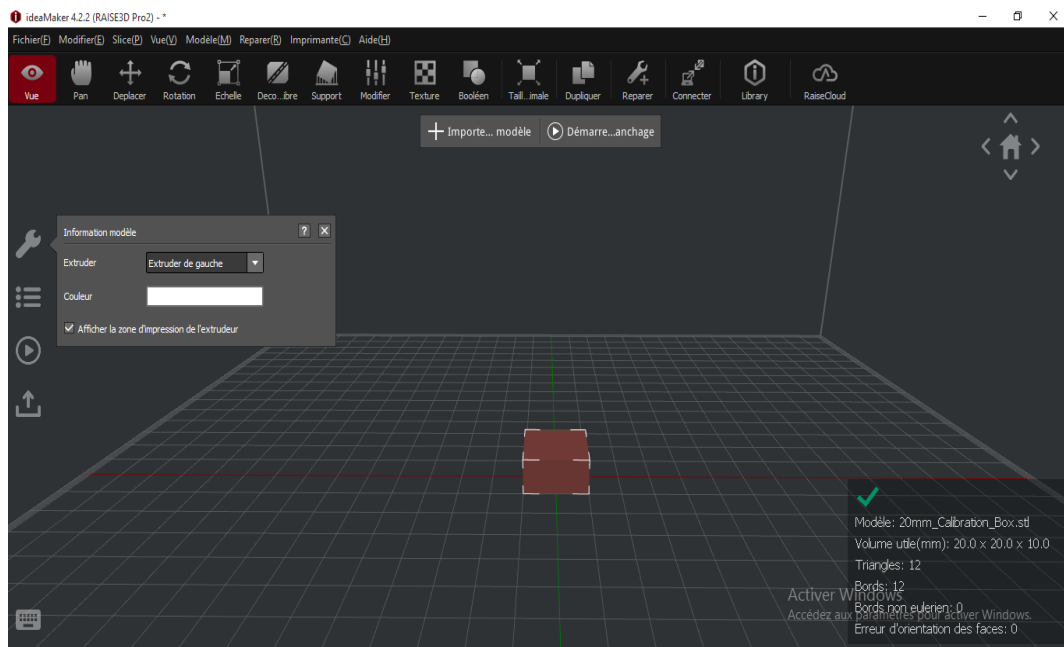 ideaMaker 4.2.2 (RAISE3D Pro2) - *
Fichier(F) Modifier(E) Slice(P) Vue(V) Modèle(M) Reparer(R) Imprimante(C) Aide(H)
Vue Pan Deplacer Rotation Echelle Deco...ibre Support Modifier Texture Booléen Taill...imale Dupliquer Reparer Connecter Library RaiseCloud
Importe... modèle Démarre...anchage
Information modèle ? X
Extruder Extruder de gauche
Couleur
Afficher la zone d'impression de l'extrudeur
Modèle: 20mm_Calibration_Box.stl
Volume utile(mm): 20.0 x 20.0 x 10.0
Triangles: 12
Bords: 12
Activer Windows
Bords non eulerien: 0
Accédez aux paramètres pour activer Windows.
Erreur d'orientation des faces: 0